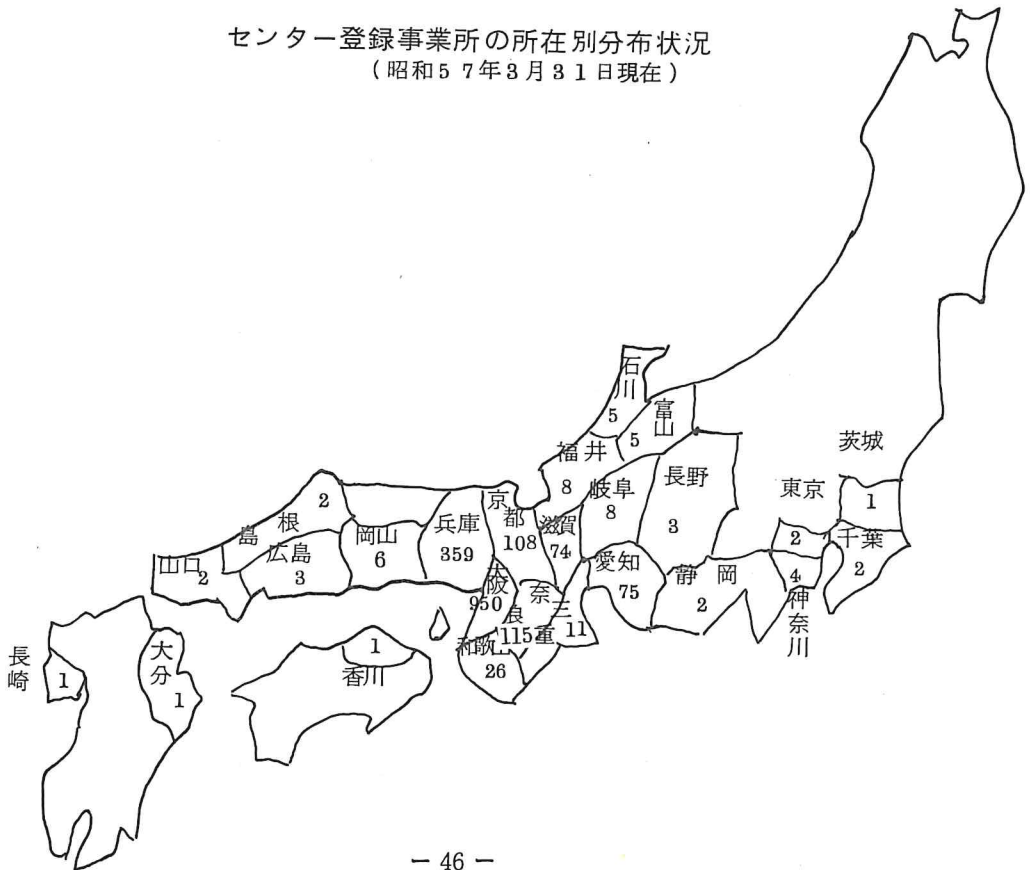 センター登録事業所の所在別分布状況
(昭和57年3月31日現在)
石川
5
富山
5
福井
8
岐阜
8
長野
3
茨城
1
東京
2
千葉
2
神奈川
4
静岡
2
愛知
75
滋賀
74
京都
108
兵庫
359
大阪
950
奈良
115
三重
11
和歌山
26
岡山
6
島根
2
広島
3
山口
2
香川
1
大分
1
長崎
1
— 46 —